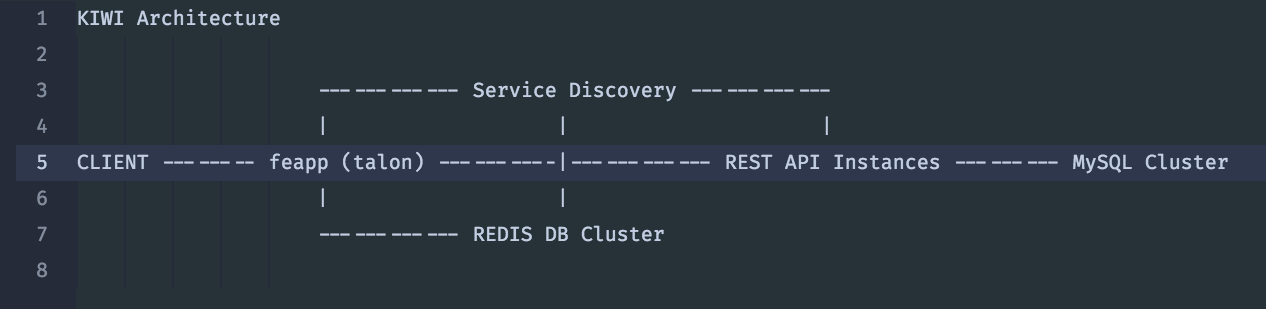 1 KIWI Architecture
2
3 ------------ Service Discovery ------------
4 | | |
5 CLIENT -------- feapp (talon) ----------|------------ REST API Instances --------- MySQL Cluster
6 | |
7 ------------ REDIS DB Cluster
8